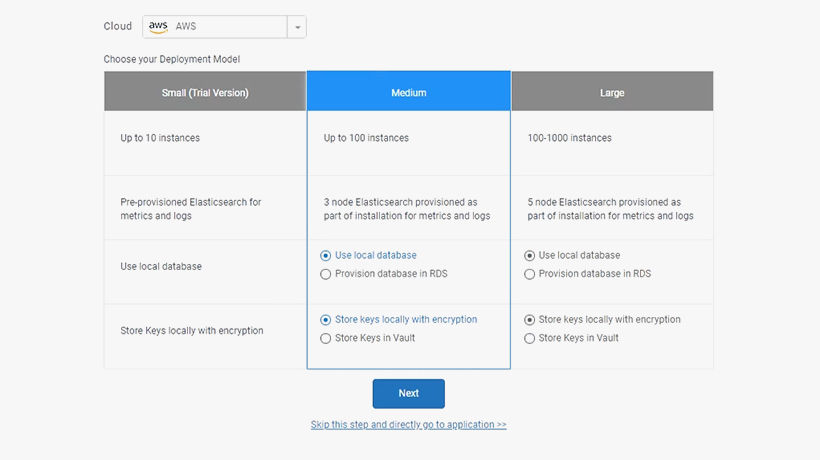 Cloud aws AWS
Choose your Deployment Model
Small (Trial Version) Medium Large
Up to 10 instances Up to 100 instances 100-1000 instances
Pre-provisioned Elasticsearch for 3 node Elasticsearch provisioned as 5 node Elasticsearch provisioned as
metrics and logs part of installation for metrics and logs part of installation for metrics and logs
Use local database Use local database
Use local database
Provision database in RDS Provision database in RDS
Store keys locally with encryption Store keys locally with encryption
Store Keys locally with encryption
Store Keys in Vault Store Keys in Vault
Next
Skip this step and directly go to application >>